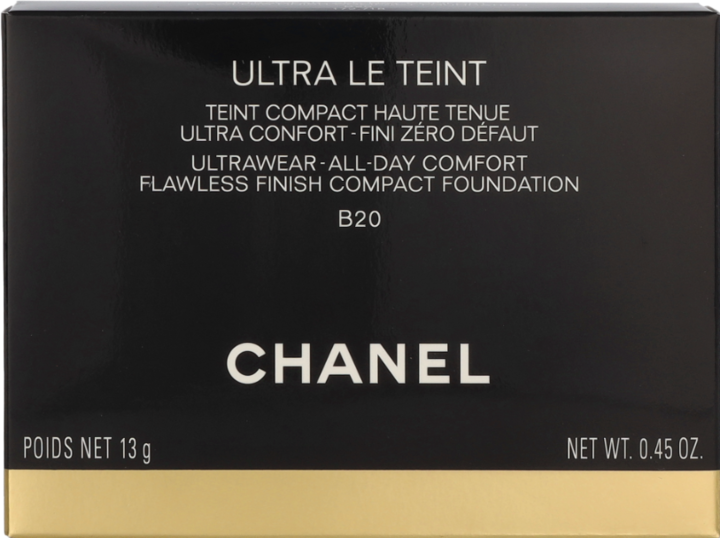 ULTRA LE TEINT
TEINT COMPACT HAUTE TENUE
ULTRA CONFORT-FINI ZÉRO DÉFAUT
ULTRAWEAR-ALL-DAY COMFORT
FLAWLESS FINISH COMPACT FOUNDATION
B20
CHANEL
POIDS NET 13 g
NET WT. 0.45 OZ.